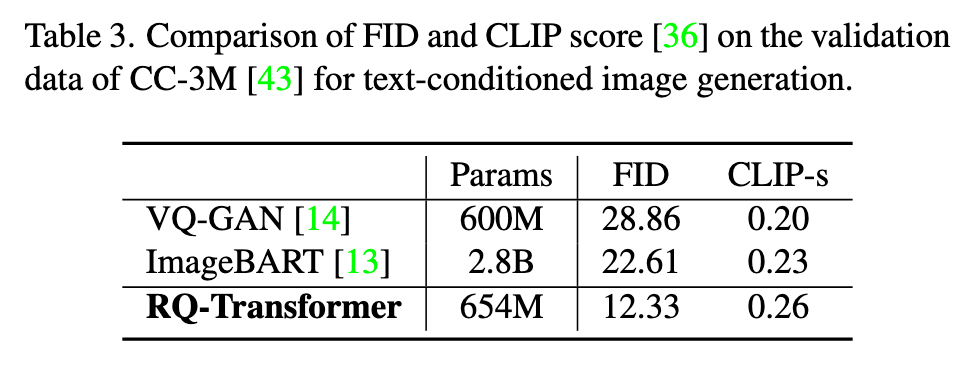 Table 3. Comparison of FID and CLIP score [36] on the validation
data of CC-3M [43] for text-conditioned image generation.
Params FID CLIP-s
VQ-GAN [14] 600M 28.86 0.20
ImageBART [13] 2.8B 22.61 0.23
RQ-Transformer 654M 12.33 0.26